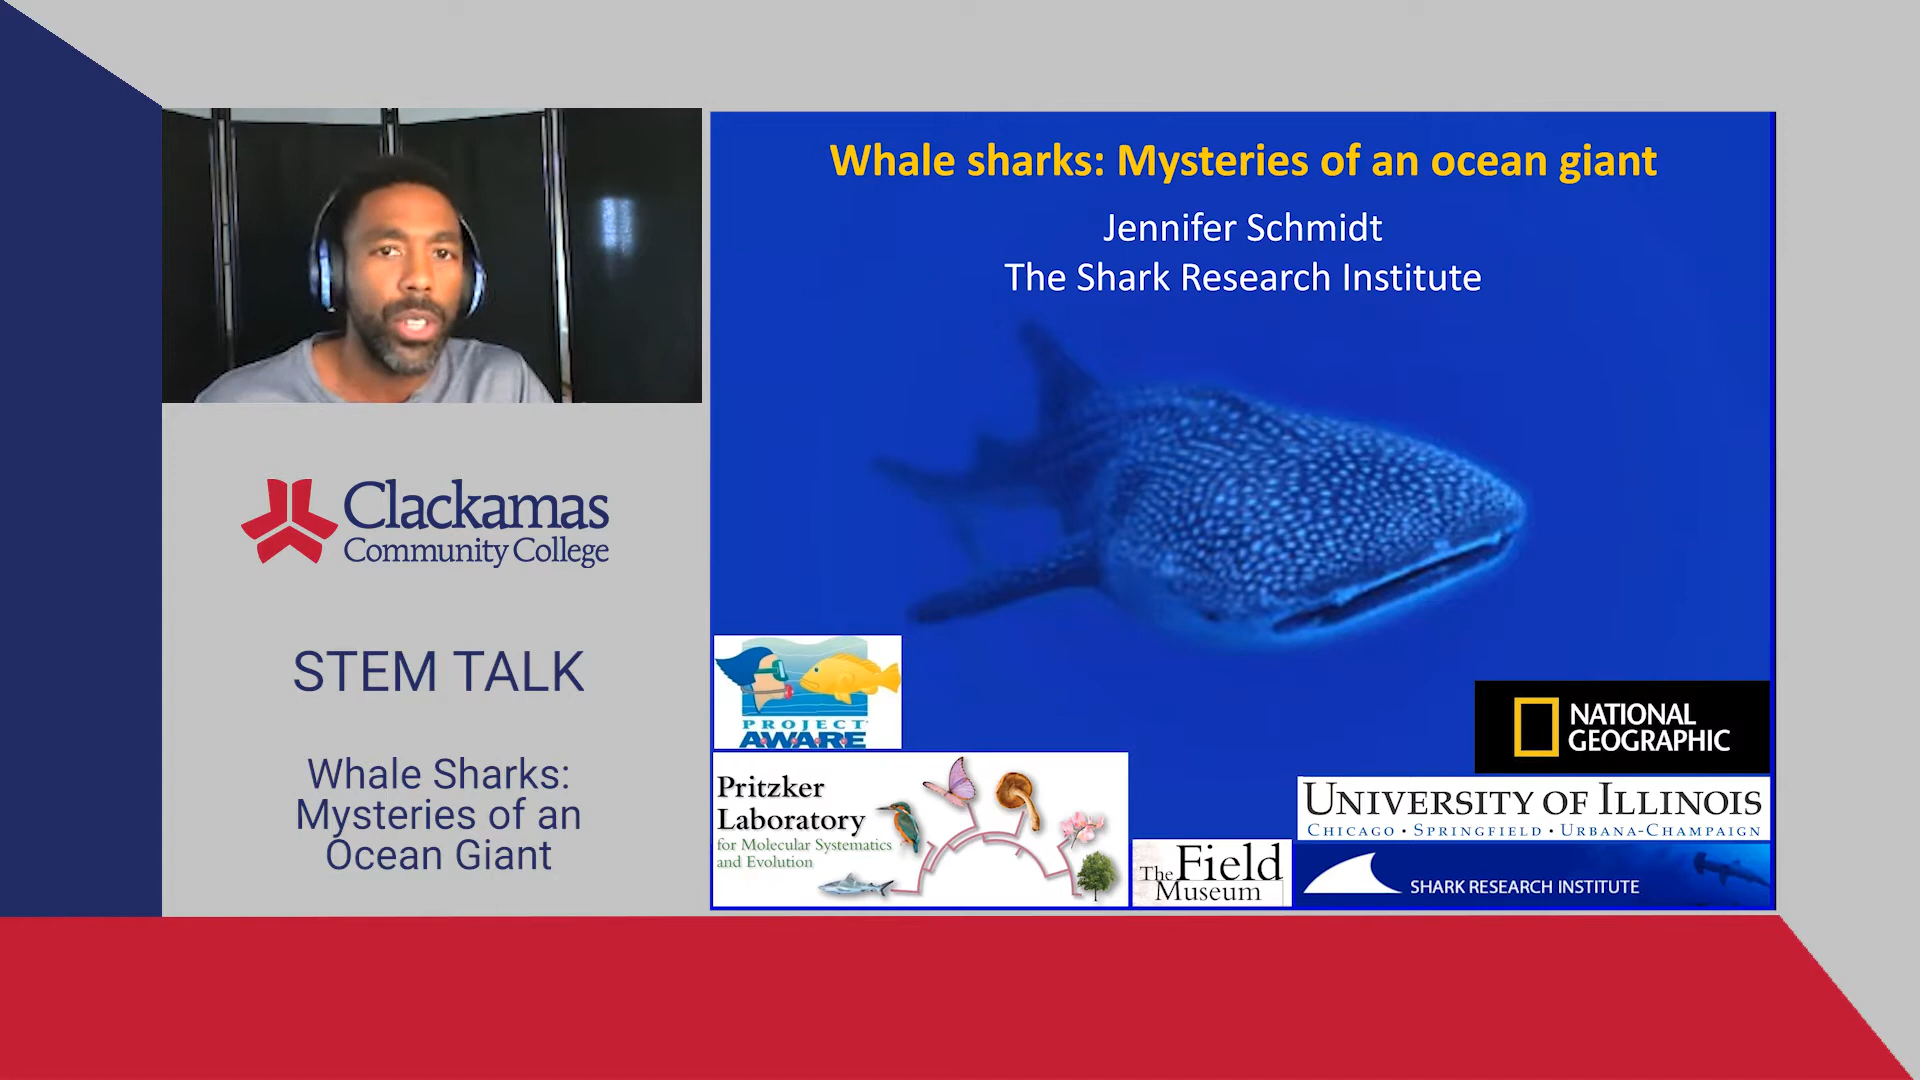 Clackamas
Community College
STEM TALK
Whale Sharks:
Mysteries of an
Ocean Giant
Whale sharks: Mysteries of an ocean giant
Jennifer Schmidt
The Shark Research Institute
PROJECT
AWARE
Pritzker
Laboratory
for Molecular Systematics
and Evolution
The Field
Museum
NATIONAL
GEOGRAPHIC
UNIVERSITY OF ILLINOIS
CHICAGO • SPRINGFIELD • URBANA-CHAMPAIGN
SHARK RESEARCH INSTITUTE